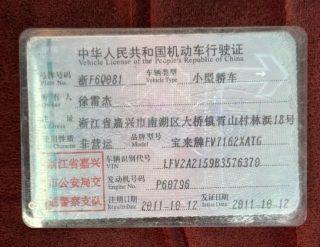 中华人民共和国机动车行驶证
Vehicle License of the People's Republic of China
号牌号码 浙F6Q081 车辆类型 小型轿车
Plate No. Vehicle Type
所有人 徐雷杰
Owner
浙江省嘉兴市南湖区大桥镇胥山村林浜18号
使用性质 非营运 品牌型号 宝来牌FV7162XATG
Use Character Model
浙江省嘉兴 车辆识别代号 LFV2A2159B3576370
VIN
市公安局交 发动机号码 P60796
Engine No.
通警察支队 注册日期 2011-10-12 发证日期 2011-10-12
Register Date Issue Date